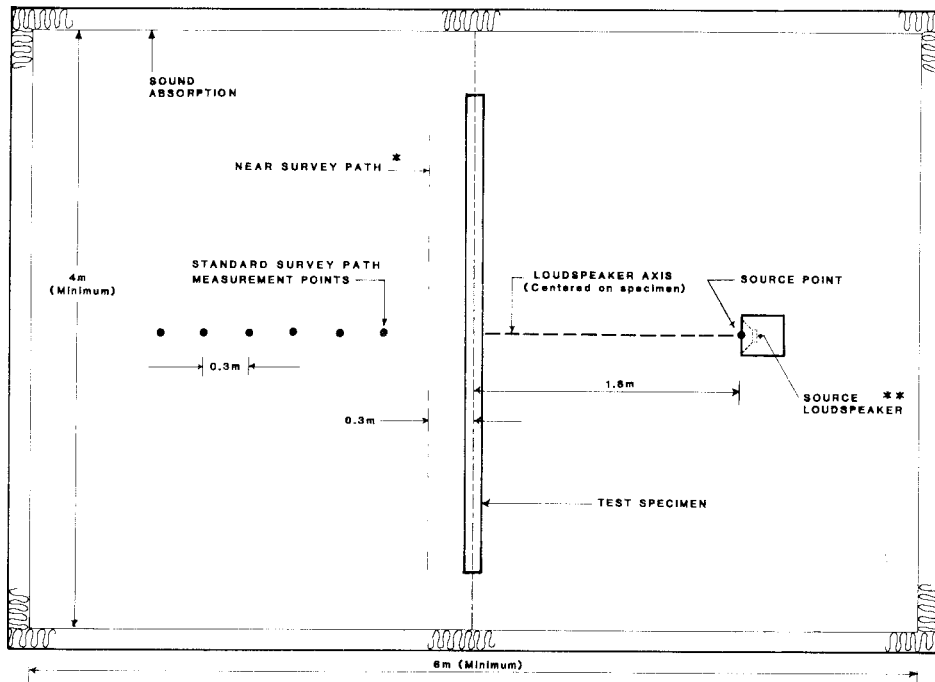 SOUND
ABSORPTION
NEAR SURVEY PATH *
STANDARD SURVEY PATH
MEASUREMENT POINTS
LOUDSPEAKER AXIS
(Centered on specimen)
SOURCE POINT
4m
(Minimum)
0.3m
1.8m
SOURCE **
LOUDSPEAKER
0.3m
TEST SPECIMEN
6m (Minimum)